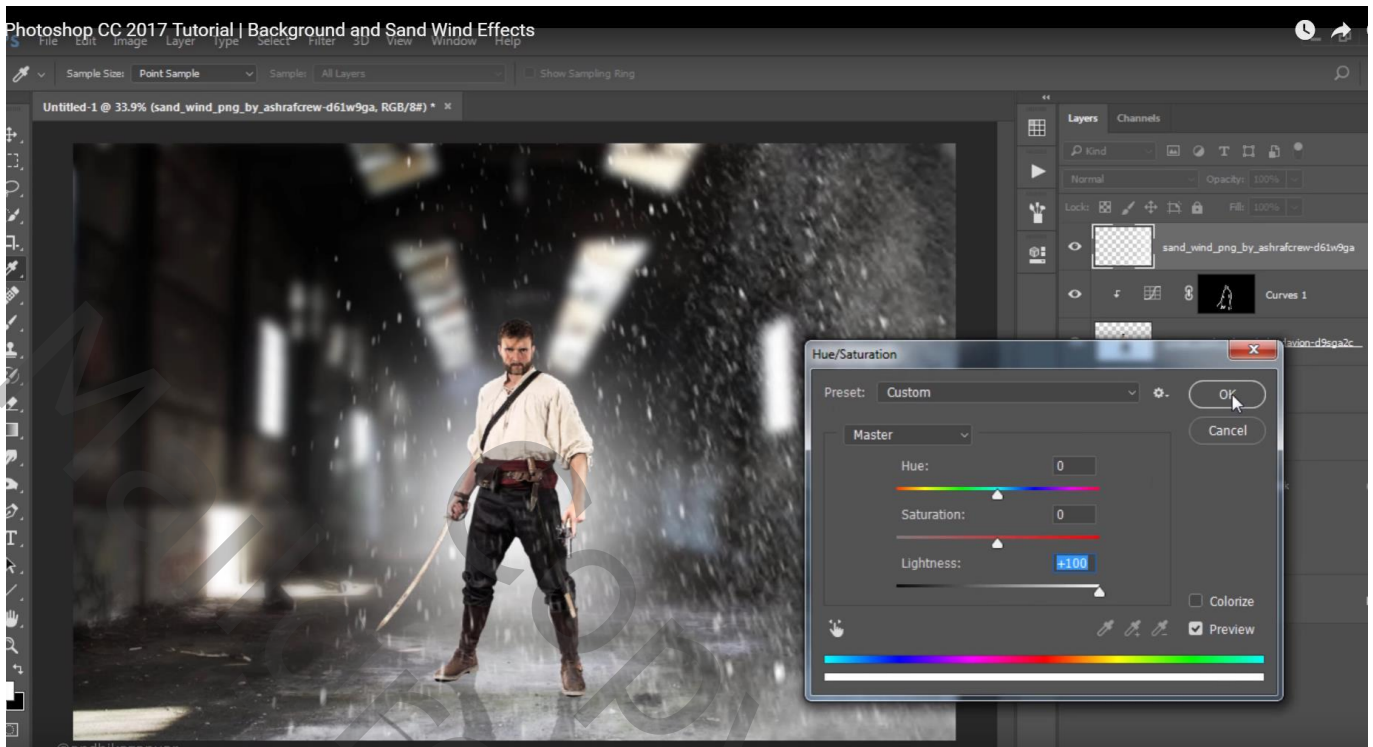 Photoshop CC 2017 Tutorial | Background and Sand Wind Effects
File Edit Image Layer Type Select Filter 3D View Window Help
Sample Size: Point Sample Sample: All Layers Show Sampling Ring
Untitled-1 @ 33.9% (sand_wind_png_by_ashrafcrew-d61w9ga, RGB/8#) * ×
Layers Channels
Kind
Normal Opacity: 100%
Lock: Fill: 100%
sand_wind_png_by_ashrafcrew-d61w9ga
Curves 1
lavion-d9sga2c
Hue/Saturation
Preset: Custom
OK
Cancel
Master
Hue: 0
Saturation: 0
Lightness: +100
Colorize
Preview